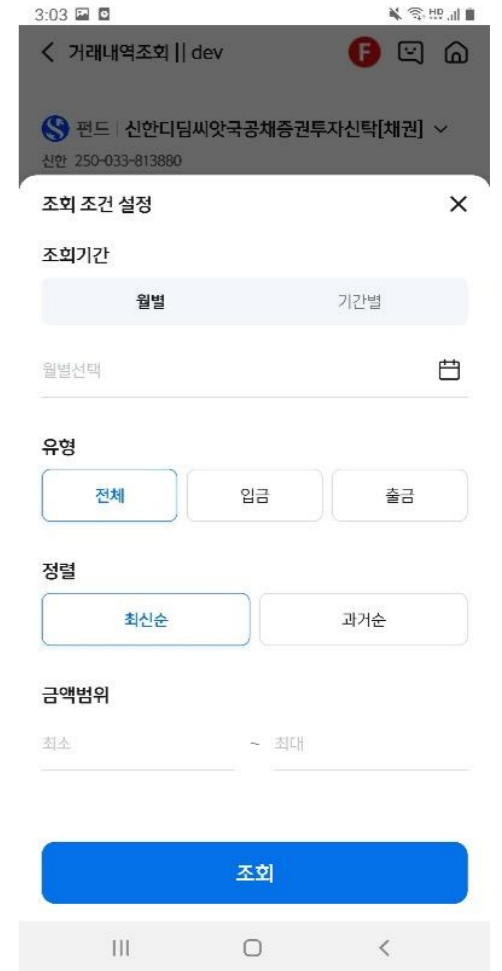 3:03
거래내역조회 || dev
F
펀드 | 신한디딤씨앗국공채증권투자신탁[채권]
신한 250-033-813880
조회 조건 설정
조회기간
월별 기간별
월별선택
유형
전체 입금 출금
정렬
최신순 과거순
금액범위
최소 ~ 최대
조회